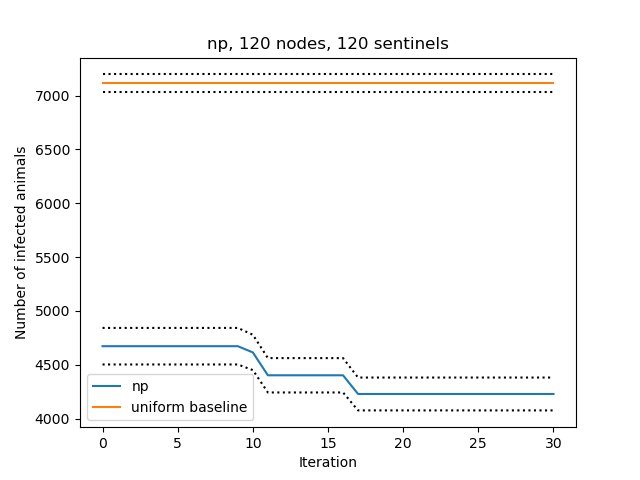 np, 120 nodes, 120 sentinels
Number of infected animals
7000
6500
6000
5500
5000
4500
4000
np
uniform baseline
0 5 10 15 20 25 30
Iteration